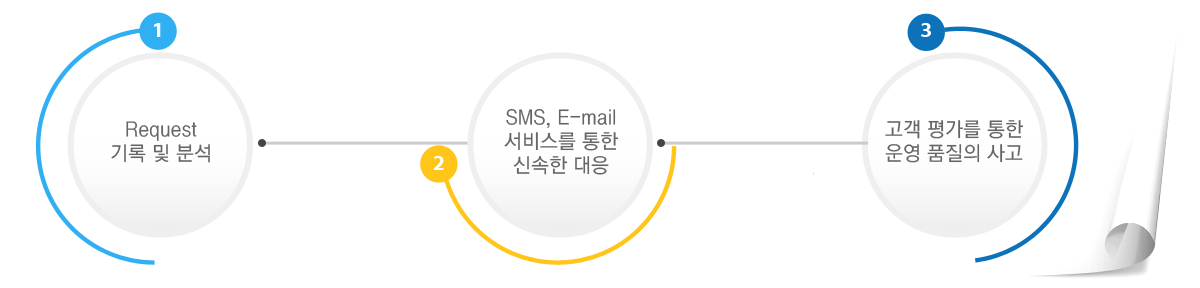 1
Request
기록 및 분석
2
SMS, E-mail
서비스를 통한
신속한 대응
3
고객 평가를 통한
운영 품질의 사고